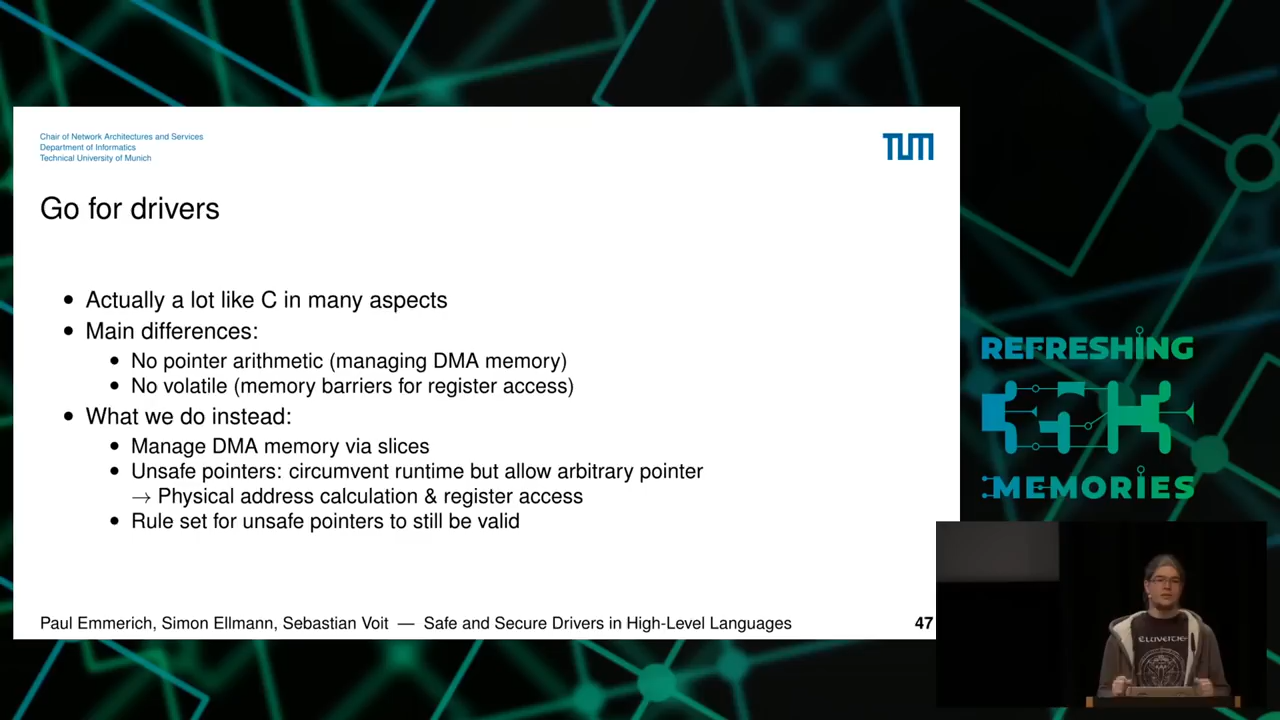 Chair of Network Architectures and Services
Department of Informatics
Technical University of Munich
TUM
Go for drivers
• Actually a lot like C in many aspects
• Main differences:
• No pointer arithmetic (managing DMA memory)
• No volatile (memory barriers for register access)
• What we do instead:
• Manage DMA memory via slices
• Unsafe pointers: circumvent runtime but allow arbitrary pointer
→ Physical address calculation & register access
• Rule set for unsafe pointers to still be valid
Paul Emmerich, Simon Ellmann, Sebastian Voit — Safe and Secure Drivers in High-Level Languages
47
REFRESHING
MEMORIES
ELUVEITIE